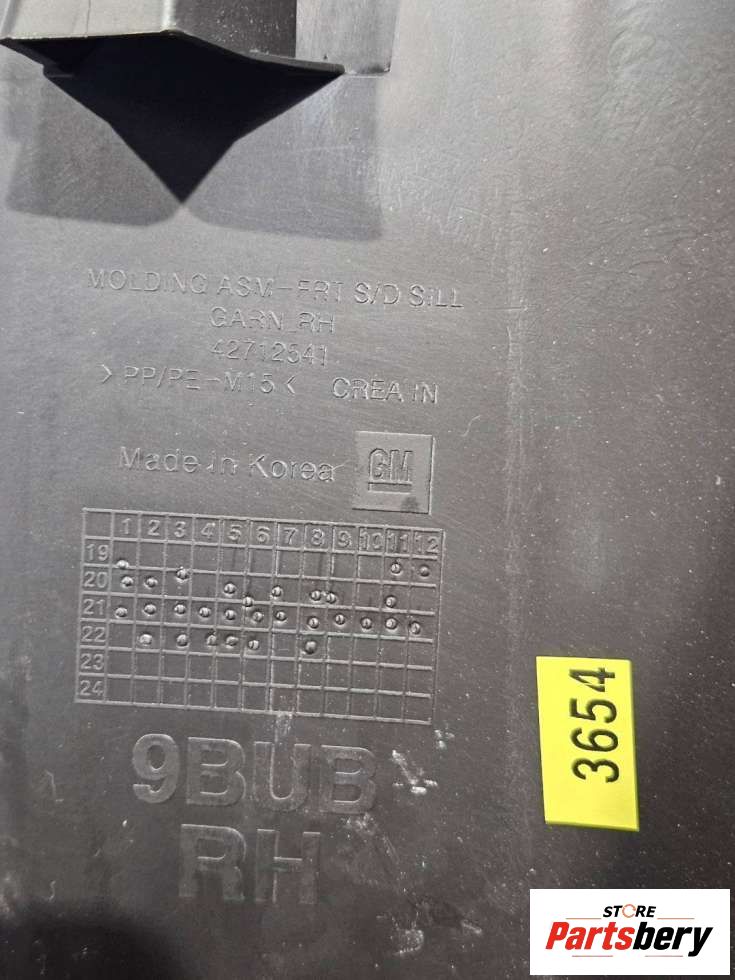 MOLDING ASM-FRT S/D SILL
GARN_RH
42712541
>PP/PE-M15< CREA IN
Made In Korea GM
1 2 3 4 5 6 7 8 9 10 11 12
19
20
21
22
23
24
9BUB
RH
3654
STORE
Partsbery